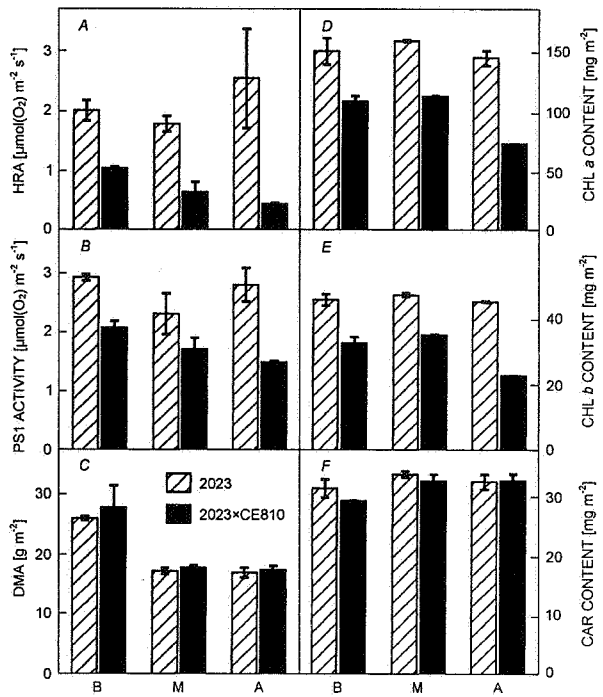 A
HRA [µmol(O₂) m⁻² s⁻¹]
3
2
1
0
D
CHL a CONTENT [mg m⁻²]
150
100
50
0
B
PS1 ACTIVITY [µmol(O₂) m⁻² s⁻¹]
3
2
1
0
E
CHL b CONTENT [mg m⁻²]
40
20
0
C
DMA [g m⁻²]
30
20
10
0
2023
2023×CE810
F
CAR CONTENT [mg m⁻²]
30
20
10
0
B M A B M A